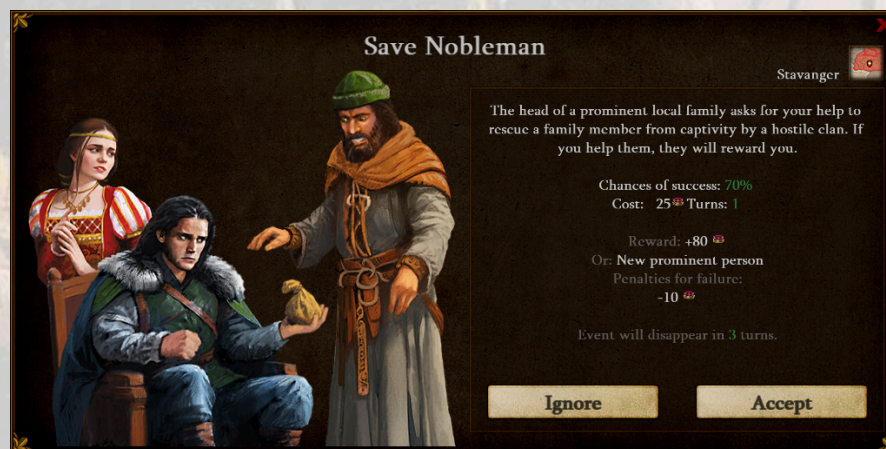 Save Nobleman
Stavanger
The head of a prominent local family asks for your help to
rescue a family member from captivity by a hostile clan. If
you help them, they will reward you.
Chances of success: 70%
Cost: 25 Turns: 1
Reward: +80
Or: New prominent person
Penalties for failure:
-10
Event will disappear in 3 turns.
Ignore
Accept